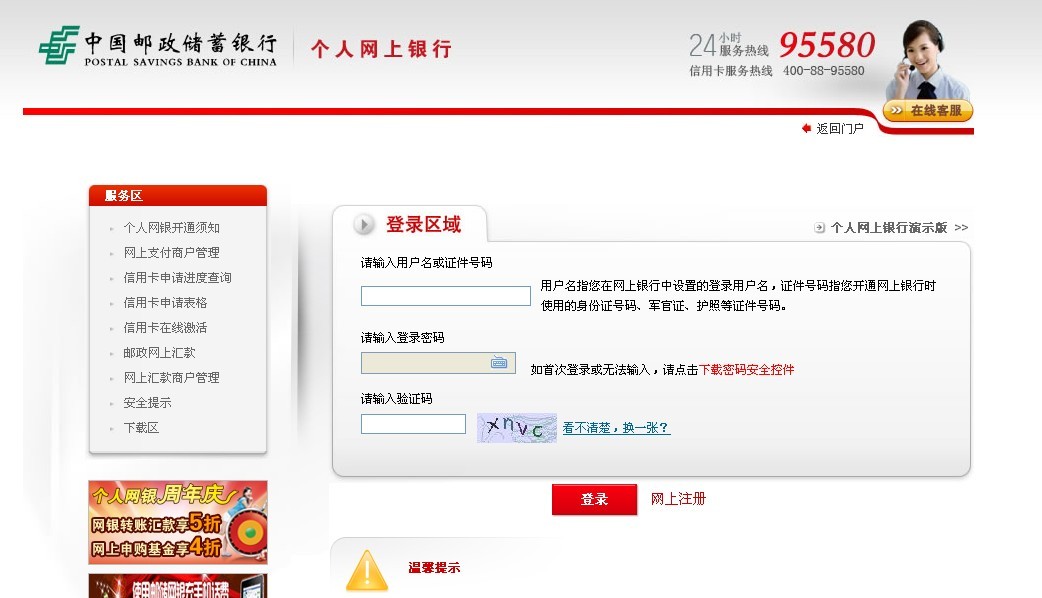 中国邮政储蓄银行
POSTAL SAVINGS BANK OF CHINA
个人网上银行
24小时服务热线 95580
信用卡服务热线 400-88-95580
在线客服
返回门户
服务区
个人网银开通须知
网上支付商户管理
信用卡申请进度查询
信用卡申请表格
信用卡在线激活
邮政网上汇款
网上汇款商户管理
安全提示
下载区
个人网银周年庆
网银转账汇款享5折
网上申购基金享4折
使用邮储网银充手机话费
登录区域
个人网上银行演示版 >>
请输入用户名或证件号码
用户名指您在网上银行中设置的登录用户名，证件号码指您开通网上银行时
使用的身份证号码、军官证、护照等证件号码。
请输入登录密码
如首次登录或无法输入，请点击下载密码安全控件
请输入验证码
xnvc
看不清楚，换一张？
登录
网上注册
温馨提示